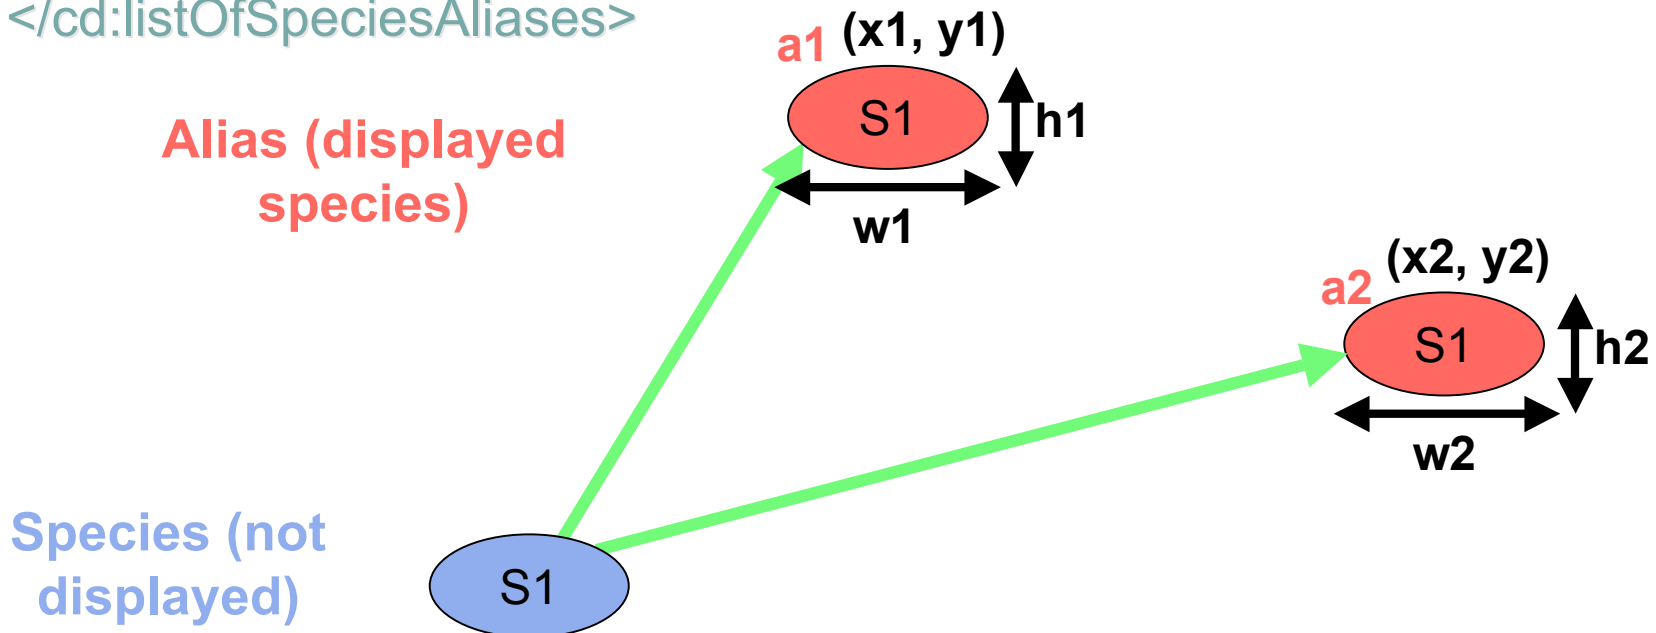 </cd:listOfSpeciesAliases>
a1 (x1, y1)
S1
h1
w1
Alias (displayed
species)
(x2, y2)
a2
S1
h2
w2
Species (not
displayed)
S1